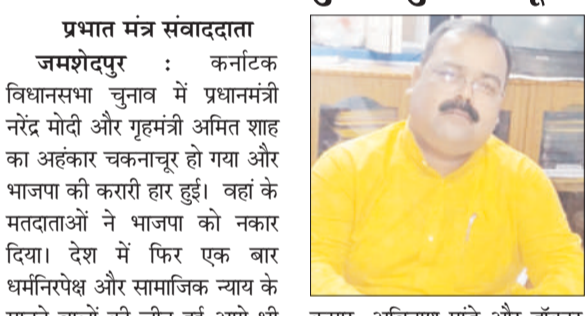 प्रभात मंत्र संवाददाता
जमशेदपुर : कर्नाटक
विधानसभा चुनाव में प्रधानमंत्री
नरेंद्र मोदी और गृहमंत्री अमित शाह
का अहंकार चकनाचूर हो गया और
भाजपा की करारी हार हुई। वहां के
मतदाताओं ने भाजपा को नकार
दिया। देश में फिर एक बार
धर्मनिरपेक्ष और सामाजिक न्याय के